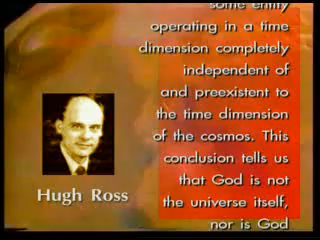 some entity
operating in a time
dimension completely
independent of
and preexistent to
the time dimension
of the cosmos. This
conclusion tells us
that God is not
the universe itself,
nor is God
Hugh Ross